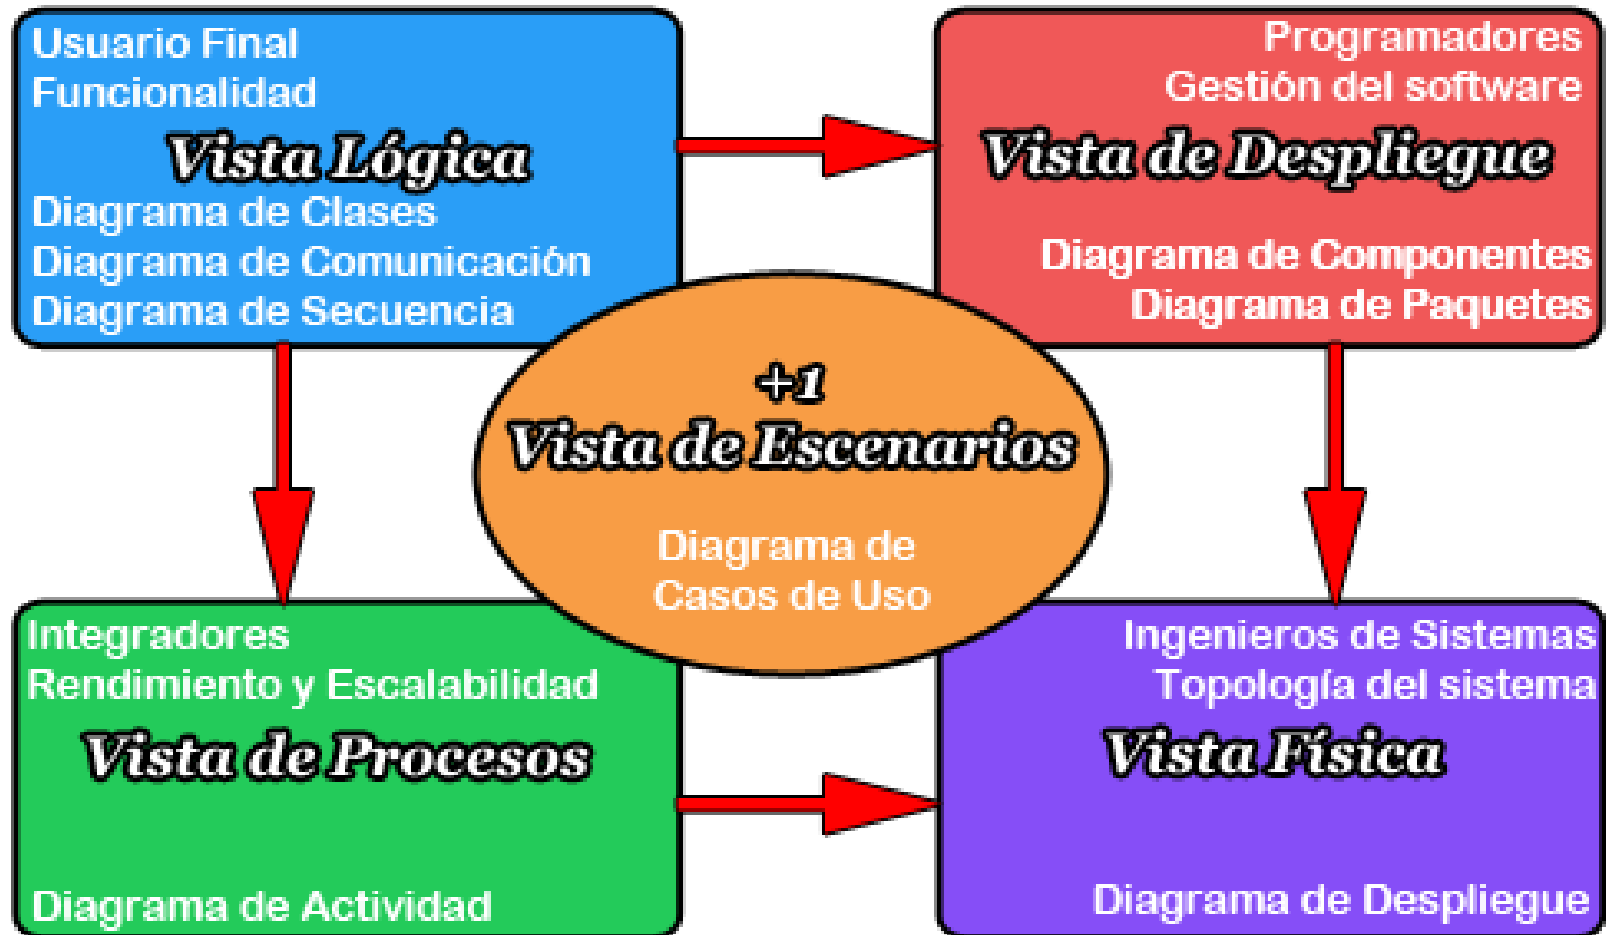 Usuario Final
Funcionalidad
Vista Lógica
Diagrama de Clases
Diagrama de Comunicación
Diagrama de Secuencia
Programadores
Gestión del software
Vista de Despliegue
Diagrama de Componentes
Diagrama de Paquetes
+1
Vista de Escenarios
Diagrama de
Casos de Uso
Integradores
Rendimiento y Escalabilidad
Vista de Procesos
Diagrama de Actividad
Ingenieros de Sistemas
Topología del sistema
Vista Física
Diagrama de Despliegue